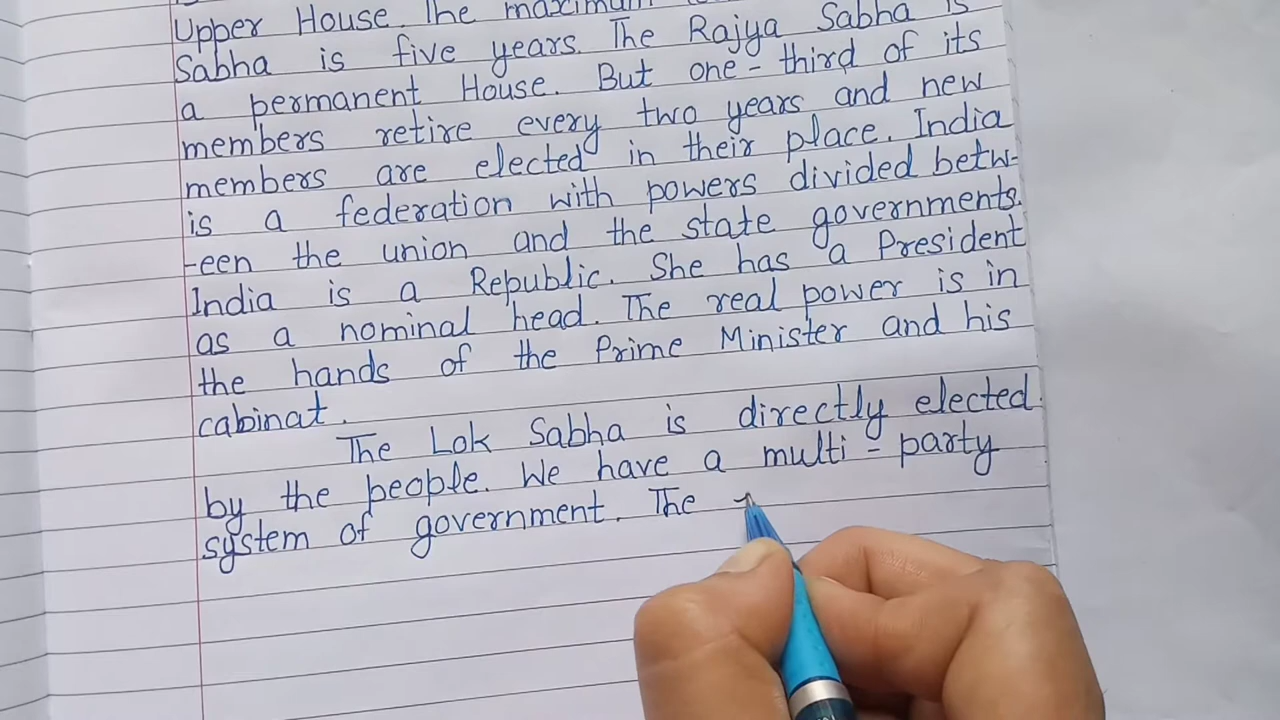 Upper House. The maximum
Sabha is five years. The Rajya Sabha is
a permanent House. But one-third of its
members retire every two years and new
members are elected in their place. India
is a federation with powers divided betw-
-een the union and the state governments.
India is a Republic. She has a President
as a nominal head. The real power is in
the hands of the Prime Minister and his
cabinat.
The Lok Sabha is directly elected
by the people. We have a multi-party
system of government. The